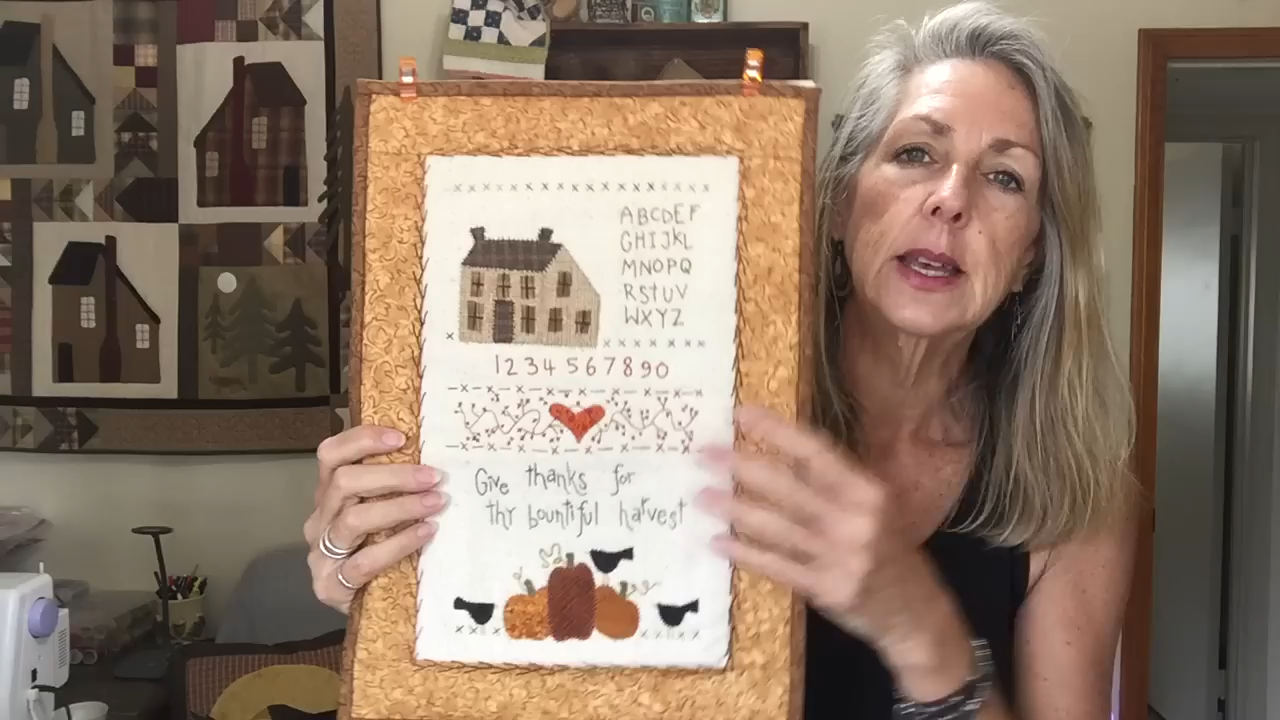 ABCDEF
GHIJKL
MNOPQ
RStUV
WXYZ
1234567890
Give thanks for
thy bountiful harvest